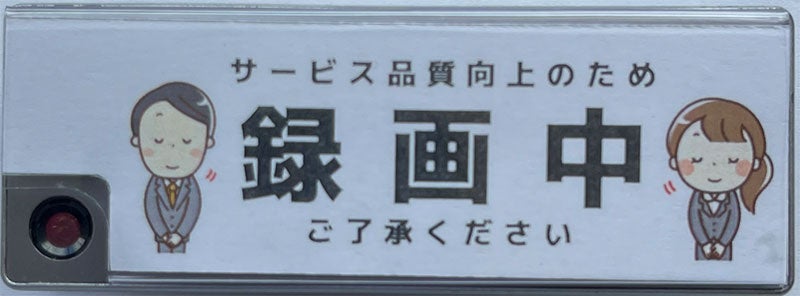 サービス品質向上のため
録画中
ご了承ください